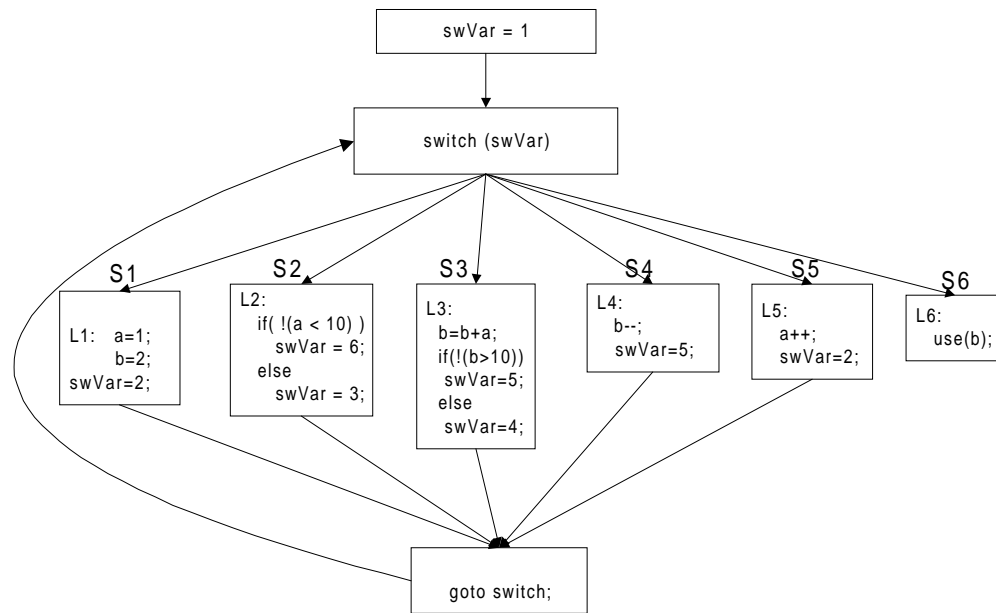 swVar = 1
switch (swVar)
S1
S2
S3
S4
S5
S6
L1: a=1;
b=2;
swVar=2;
L2:
if( !(a < 10) )
swVar = 6;
else
swVar = 3;
L3:
b=b+a;
if(!(b>10))
swVar=5;
else
swVar=4;
L4:
b--;
swVar=5;
L5:
a++;
swVar=2;
L6:
use(b);
goto switch;